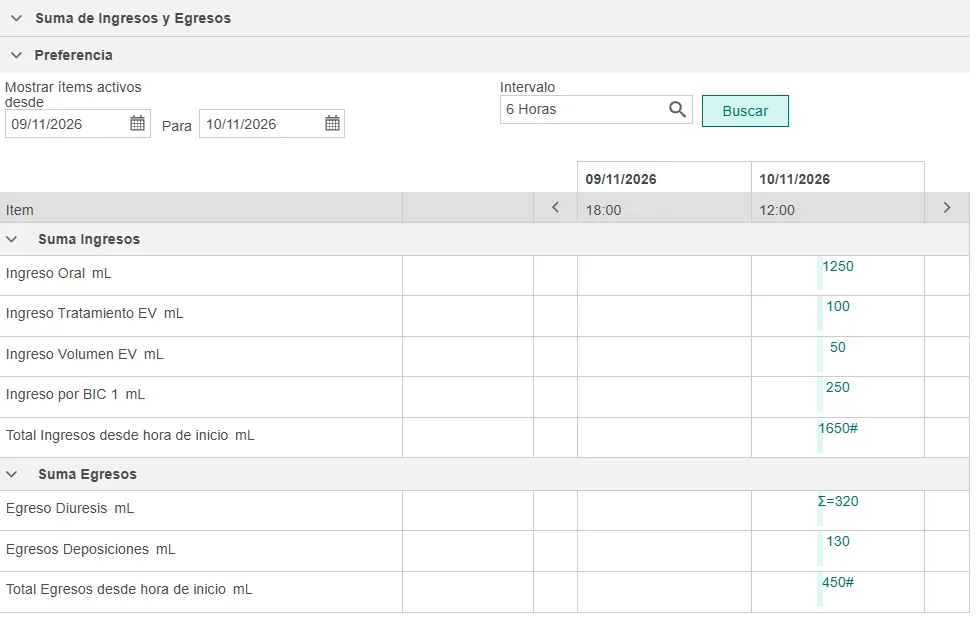 Suma de Ingresos y Egresos
Preferencia
Mostrar ítems activos
desde
Intervalo
09/11/2026 Para 10/11/2026 6 Horas Buscar
09/11/2026 10/11/2026
Item 18:00 12:00
Suma Ingresos
Ingreso Oral mL 1250
Ingreso Tratamiento EV mL 100
Ingreso Volumen EV mL 50
Ingreso por BIC 1 mL 250
Total Ingresos desde hora de inicio mL 1650#
Suma Egresos
Egreso Diuresis mL Σ=320
Egresos Deposiciones mL 130
Total Egresos desde hora de inicio mL 450#